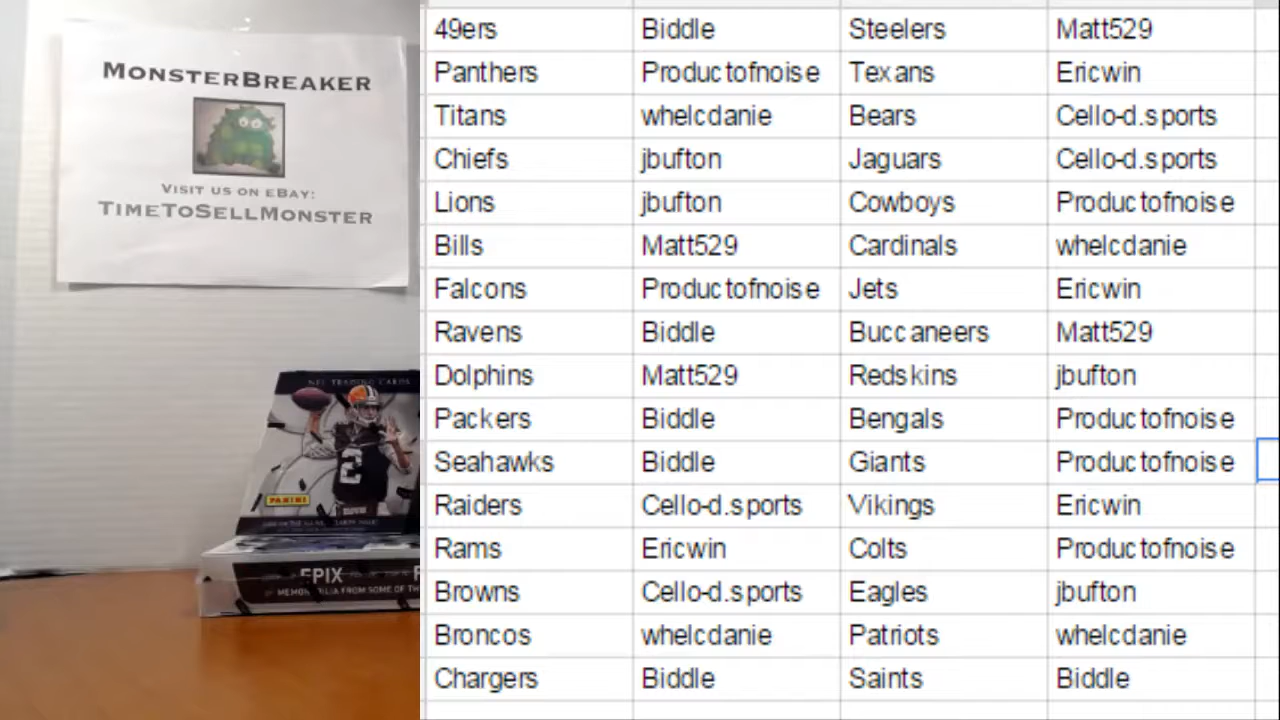 MONSTERBREAKER
VISIT US ON EBAY:
TIMETOSELLMONSTER
NFL TRADING CARDS
2
PANINI
EPIX
49ers Biddle Steelers Matt529
Panthers Productofnoise Texans Ericwin
Titans whelcdanie Bears Cello-d.sports
Chiefs jbufton Jaguars Cello-d.sports
Lions jbufton Cowboys Productofnoise
Bills Matt529 Cardinals whelcdanie
Falcons Productofnoise Jets Ericwin
Ravens Biddle Buccaneers Matt529
Dolphins Matt529 Redskins jbufton
Packers Biddle Bengals Productofnoise
Seahawks Biddle Giants Productofnoise
Raiders Cello-d.sports Vikings Ericwin
Rams Ericwin Colts Productofnoise
Browns Cello-d.sports Eagles jbufton
Broncos whelcdanie Patriots whelcdanie
Chargers Biddle Saints Biddle